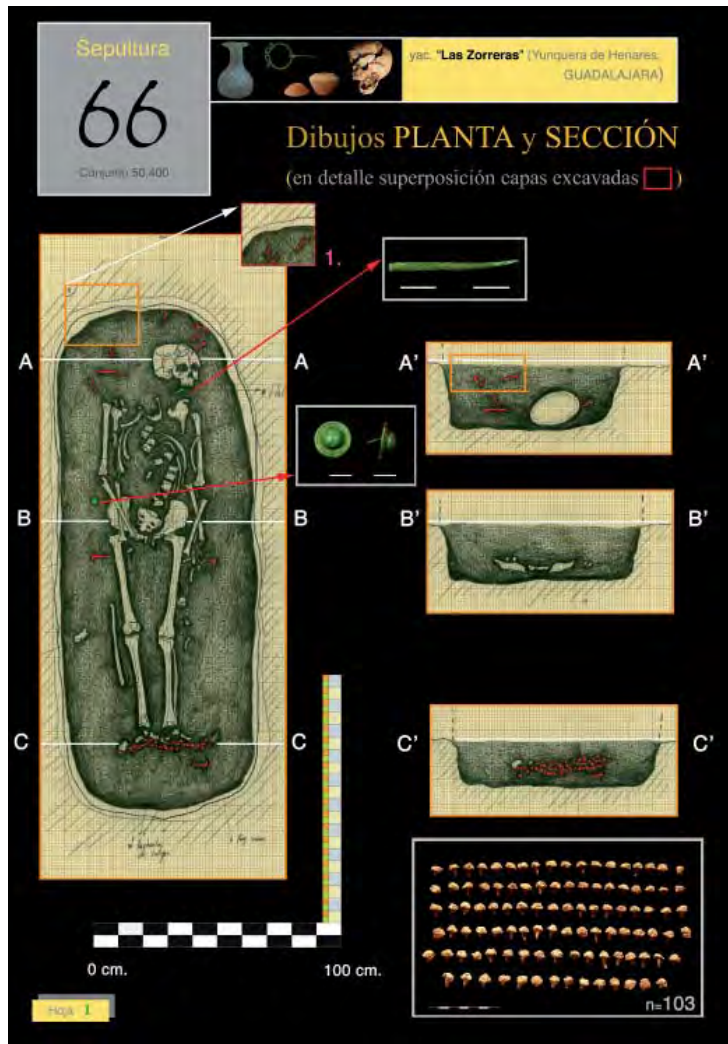 Sepultura
66
Conjunto 50.400
yac. "Las Zorreras" (Yunquera de Henares,
GUADALAJARA)
Dibujos PLANTA y SECCIÓN
(en detalle superposición capas excavadas )
1.
A A A' A'
B B B' B'
C C C' C'
0 cm. 100 cm.
n=103
Hoja 1